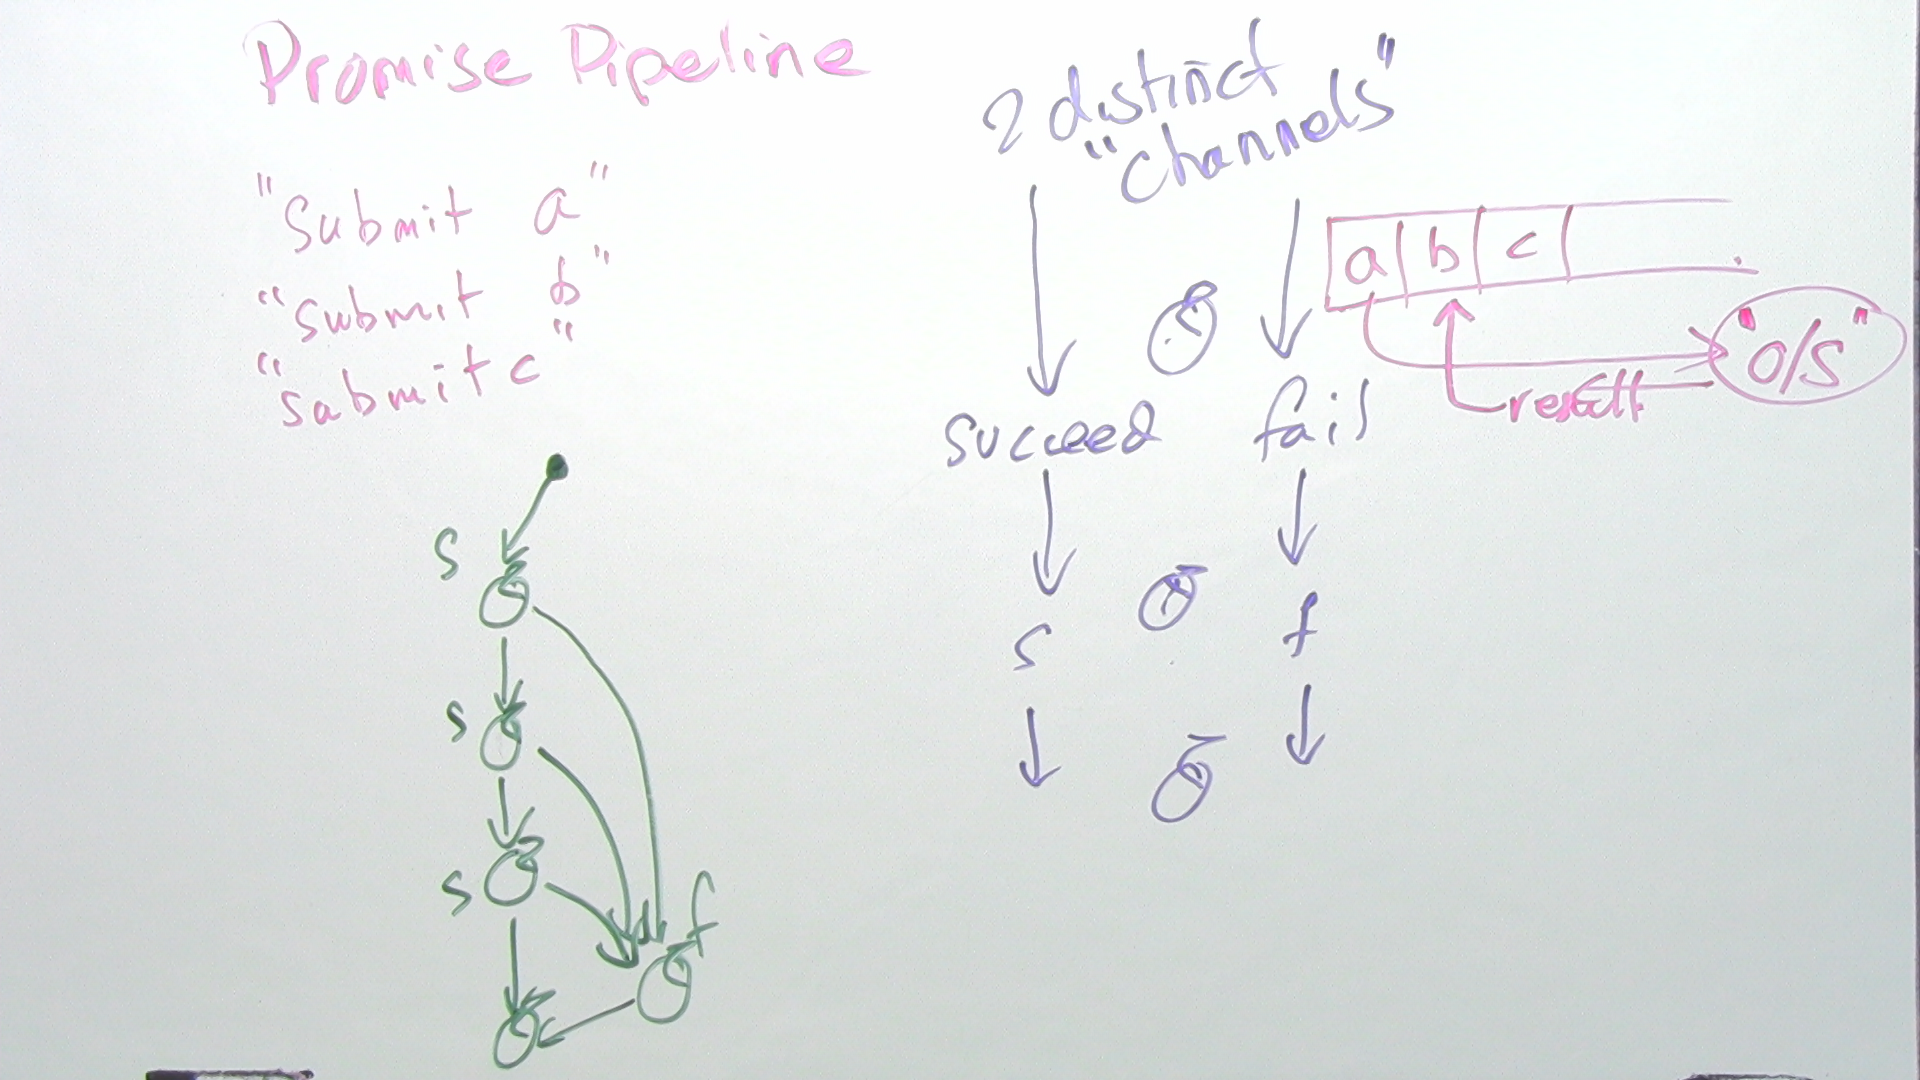 Promise Pipeline
"Submit a"
"submit b"
"submit c"
2 distinct
"channels"
a b c
"O/S"
result
succeed fail
s f
s
s
s
f